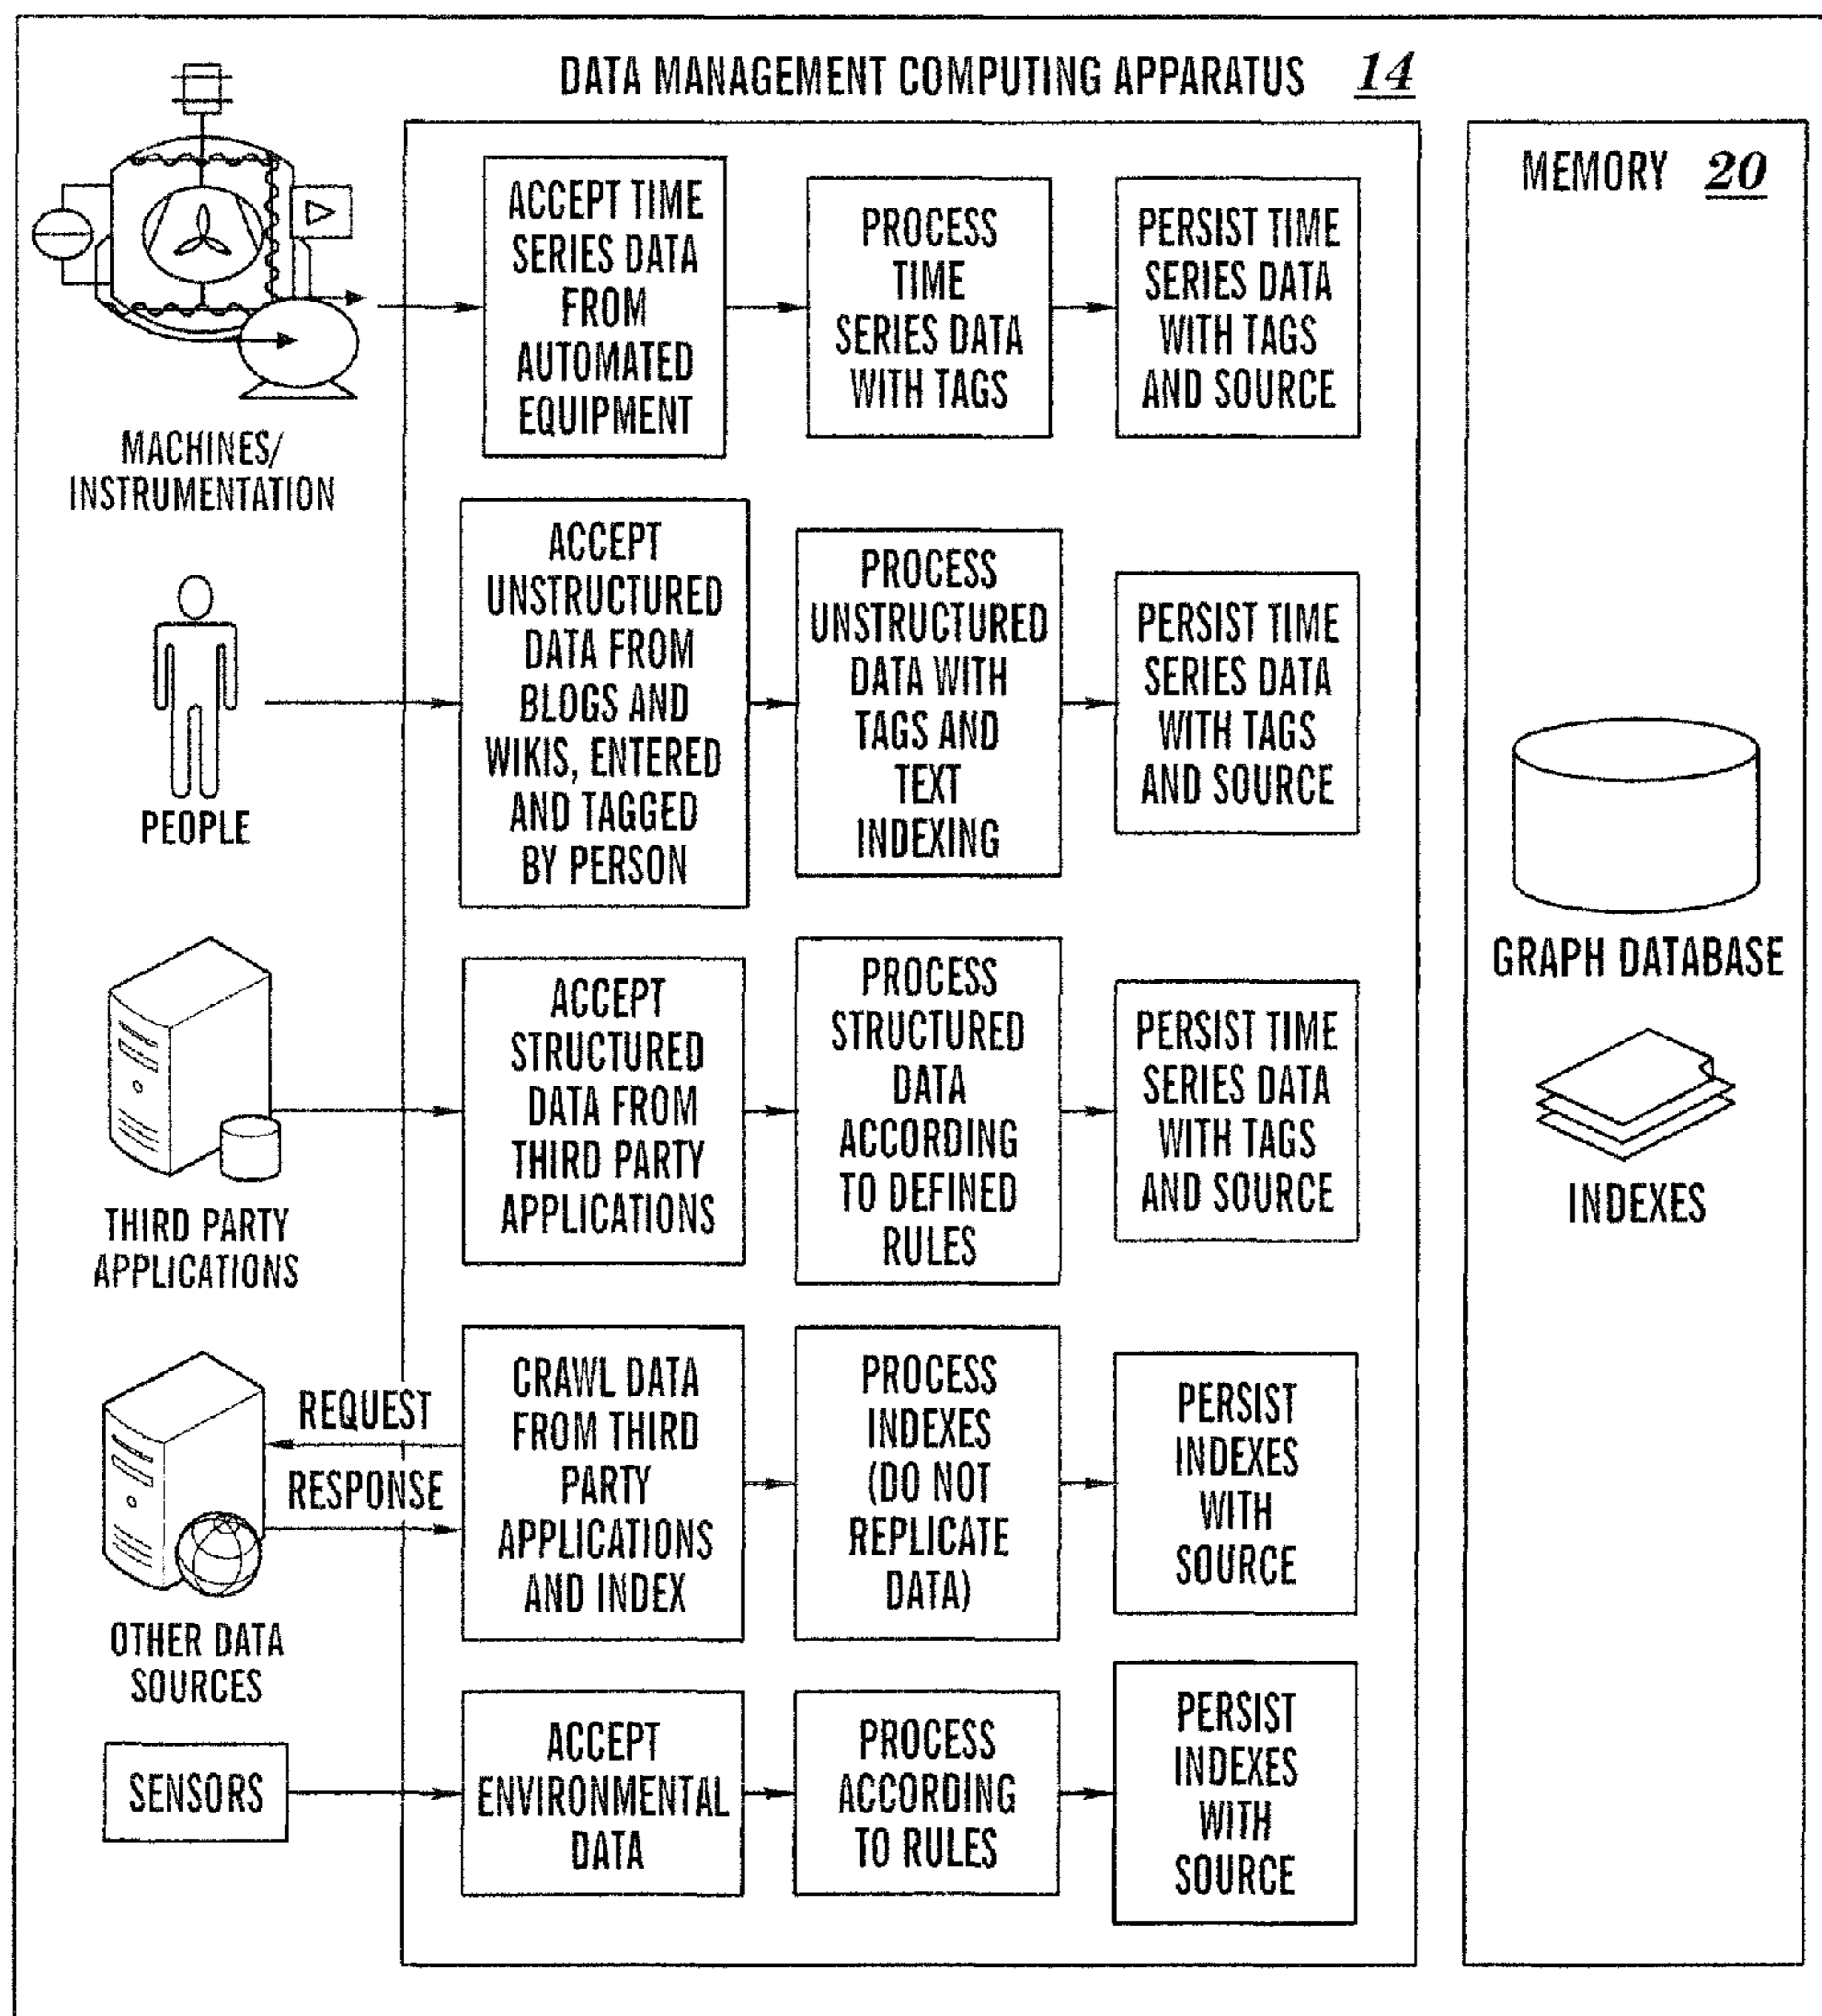 DATA MANAGEMENT COMPUTING APPARATUS 14
MACHINES/
INSTRUMENTATION
ACCEPT TIME
SERIES DATA
FROM
AUTOMATED
EQUIPMENT
PROCESS
TIME
SERIES DATA
WITH TAGS
PERSIST TIME
SERIES DATA
WITH TAGS
AND SOURCE
PEOPLE
ACCEPT
UNSTRUCTURED
DATA FROM
BLOGS AND
WIKIS, ENTERED
AND TAGGED
BY PERSON
PROCESS
UNSTRUCTURED
DATA WITH
TAGS AND
TEXT
INDEXING
PERSIST TIME
SERIES DATA
WITH TAGS
AND SOURCE
THIRD PARTY
APPLICATIONS
ACCEPT
STRUCTURED
DATA FROM
THIRD PARTY
APPLICATIONS
PROCESS
STRUCTURED
DATA
ACCORDING
TO DEFINED
RULES
PERSIST TIME
SERIES DATA
WITH TAGS
AND SOURCE
OTHER DATA
SOURCES
REQUEST
RESPONSE
CRAWL DATA
FROM THIRD
PARTY
APPLICATIONS
AND INDEX
PROCESS
INDEXES
(DO NOT
REPLICATE
DATA)
PERSIST
INDEXES
WITH
SOURCE
SENSORS
ACCEPT
ENVIRONMENTAL
DATA
PROCESS
ACCORDING
TO RULES
PERSIST
INDEXES
WITH
SOURCE
MEMORY 20
GRAPH DATABASE
INDEXES